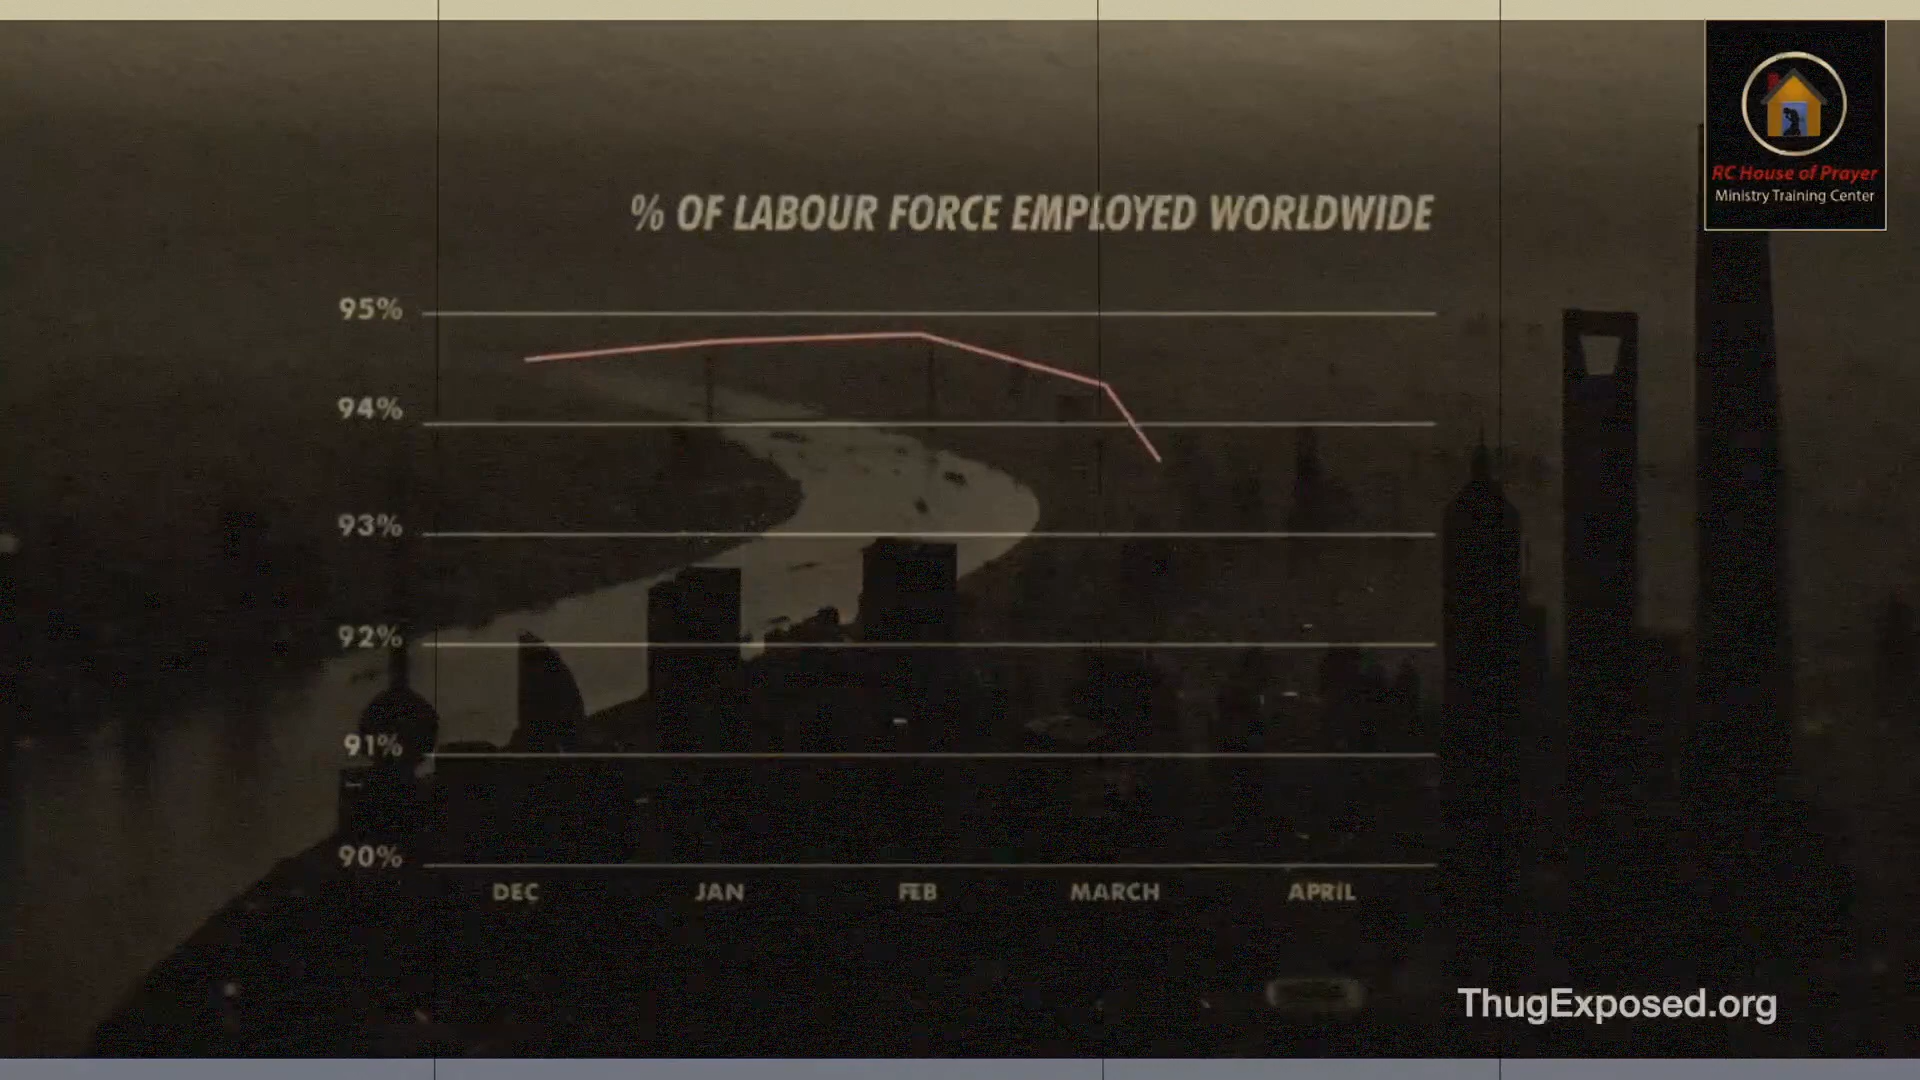 RC House of Prayer
Ministry Training Center
% OF LABOUR FORCE EMPLOYED WORLDWIDE
95%
94%
93%
92%
91%
90%
DEC JAN FEB MARCH APRIL
ThugExposed.org